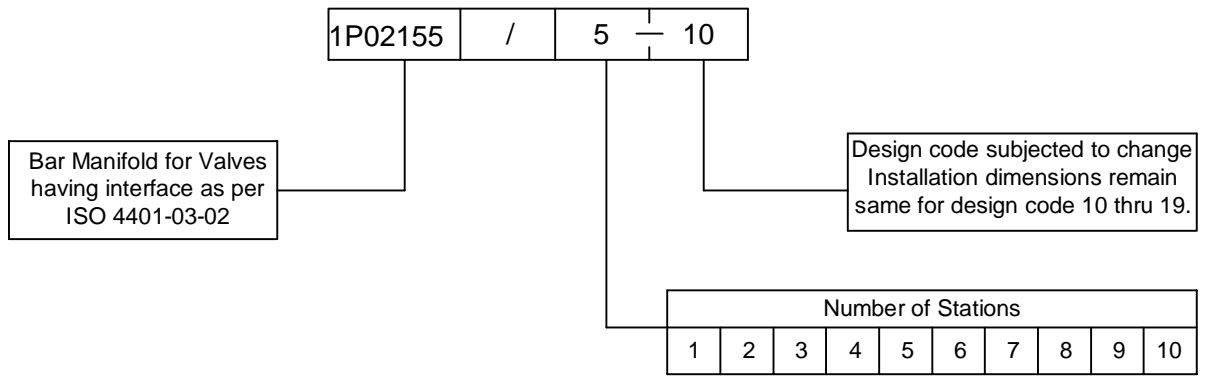 1P02155 / 5 — 10
Bar Manifold for Valves
having interface as per
ISO 4401-03-02
Design code subjected to change
Installation dimensions remain
same for design code 10 thru 19.
Number of Stations
1 2 3 4 5 6 7 8 9 10